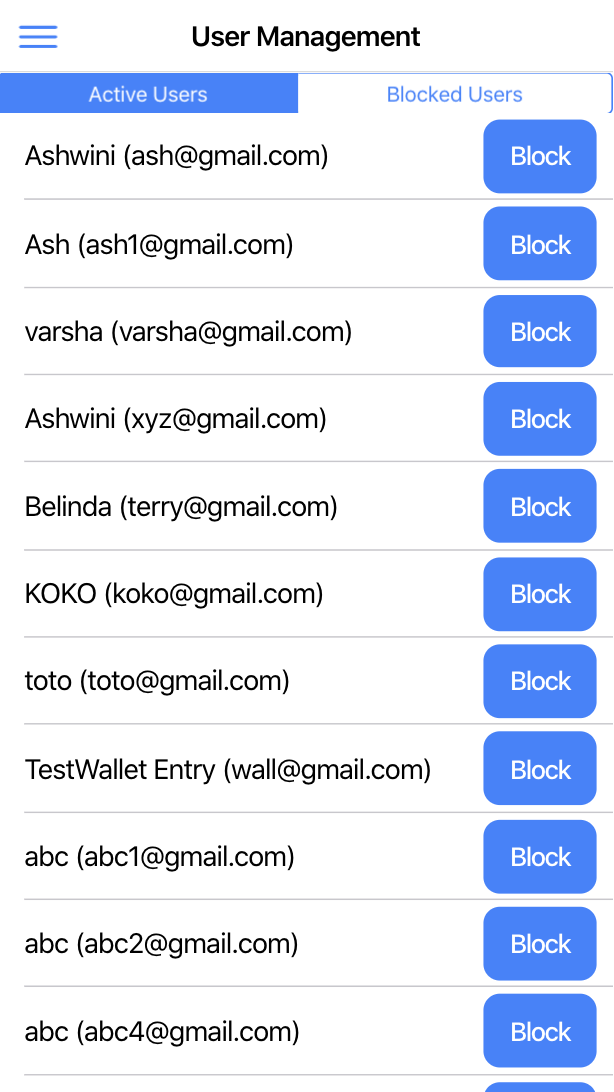 User Management
Active Users Blocked Users
Ashwini (ash@gmail.com) Block
Ash (ash1@gmail.com) Block
varsha (varsha@gmail.com) Block
Ashwini (xyz@gmail.com) Block
Belinda (terry@gmail.com) Block
KOKO (koko@gmail.com) Block
toto (toto@gmail.com) Block
TestWallet Entry (wall@gmail.com) Block
abc (abc1@gmail.com) Block
abc (abc2@gmail.com) Block
abc (abc4@gmail.com) Block